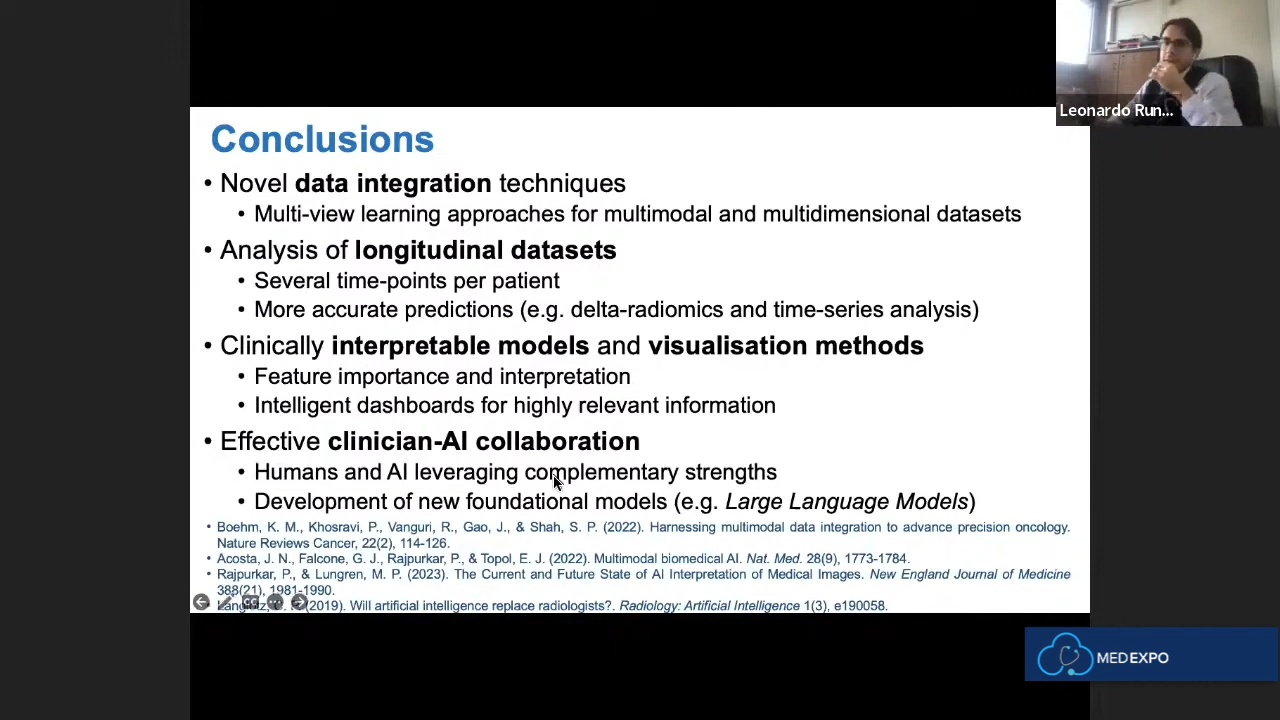 Leonardo Run...
Conclusions
• Novel data integration techniques
• Multi-view learning approaches for multimodal and multidimensional datasets
• Analysis of longitudinal datasets
• Several time-points per patient
• More accurate predictions (e.g. delta-radiomics and time-series analysis)
• Clinically interpretable models and visualisation methods
• Feature importance and interpretation
• Intelligent dashboards for highly relevant information
• Effective clinician-AI collaboration
• Humans and AI leveraging complementary strengths
• Development of new foundational models (e.g. Large Language Models)
• Boehm, K. M., Khosravi, P., Vanguri, R., Gao, J., & Shah, S. P. (2022). Harnessing multimodal data integration to advance precision oncology.
Nature Reviews Cancer, 22(2), 114-126.
• Acosta, J. N., Falcone, G. J., Rajpurkar, P., & Topol, E. J. (2022). Multimodal biomedical AI. Nat. Med. 28(9), 1773-1784.
• Rajpurkar, P., & Lungren, M. P. (2023). The Current and Future State of AI Interpretation of Medical Images. New England Journal of Medicine
388(21), 1981-1990.
(2019). Will artificial intelligence replace radiologists?. Radiology: Artificial Intelligence 1(3), e190058.
MEDEXPO